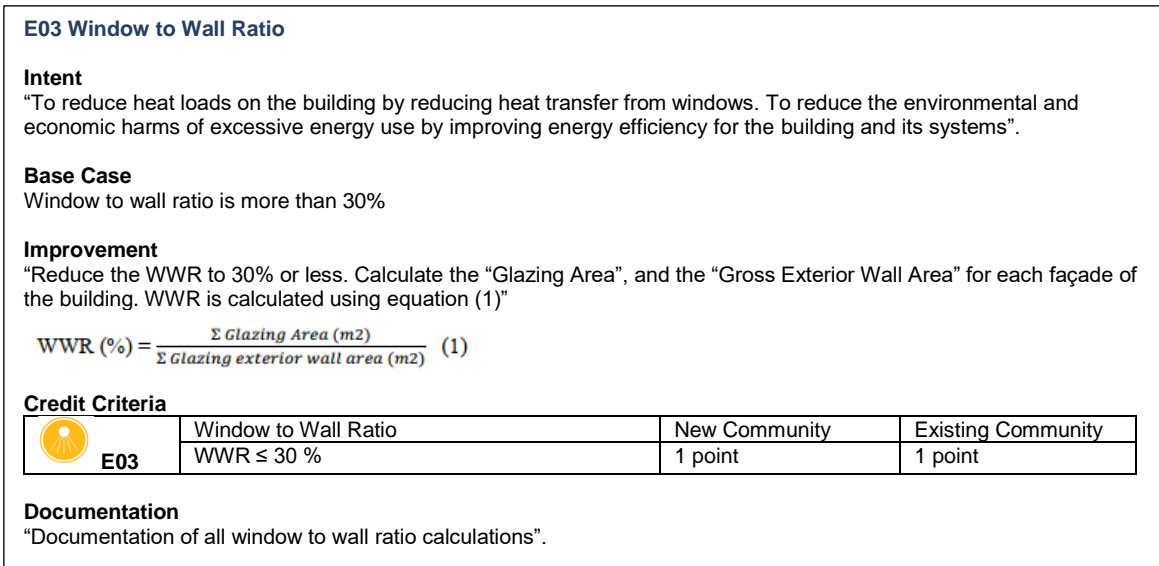 E03 Window to Wall Ratio
Intent
“To reduce heat loads on the building by reducing heat transfer from windows. To reduce the environmental and
economic harms of excessive energy use by improving energy efficiency for the building and its systems”.
Base Case
Window to wall ratio is more than 30%
Improvement
“Reduce the WWR to 30% or less. Calculate the “Glazing Area”, and the “Gross Exterior Wall Area” for each façade of
the building. WWR is calculated using equation (1)”
WWR (%) = Σ Glazing Area (m2) / Σ Glazing exterior wall area (m2) (1)
Credit Criteria
E03 Window to Wall Ratio New Community Existing Community
WWR ≤ 30 % 1 point 1 point
Documentation
“Documentation of all window to wall ratio calculations”.